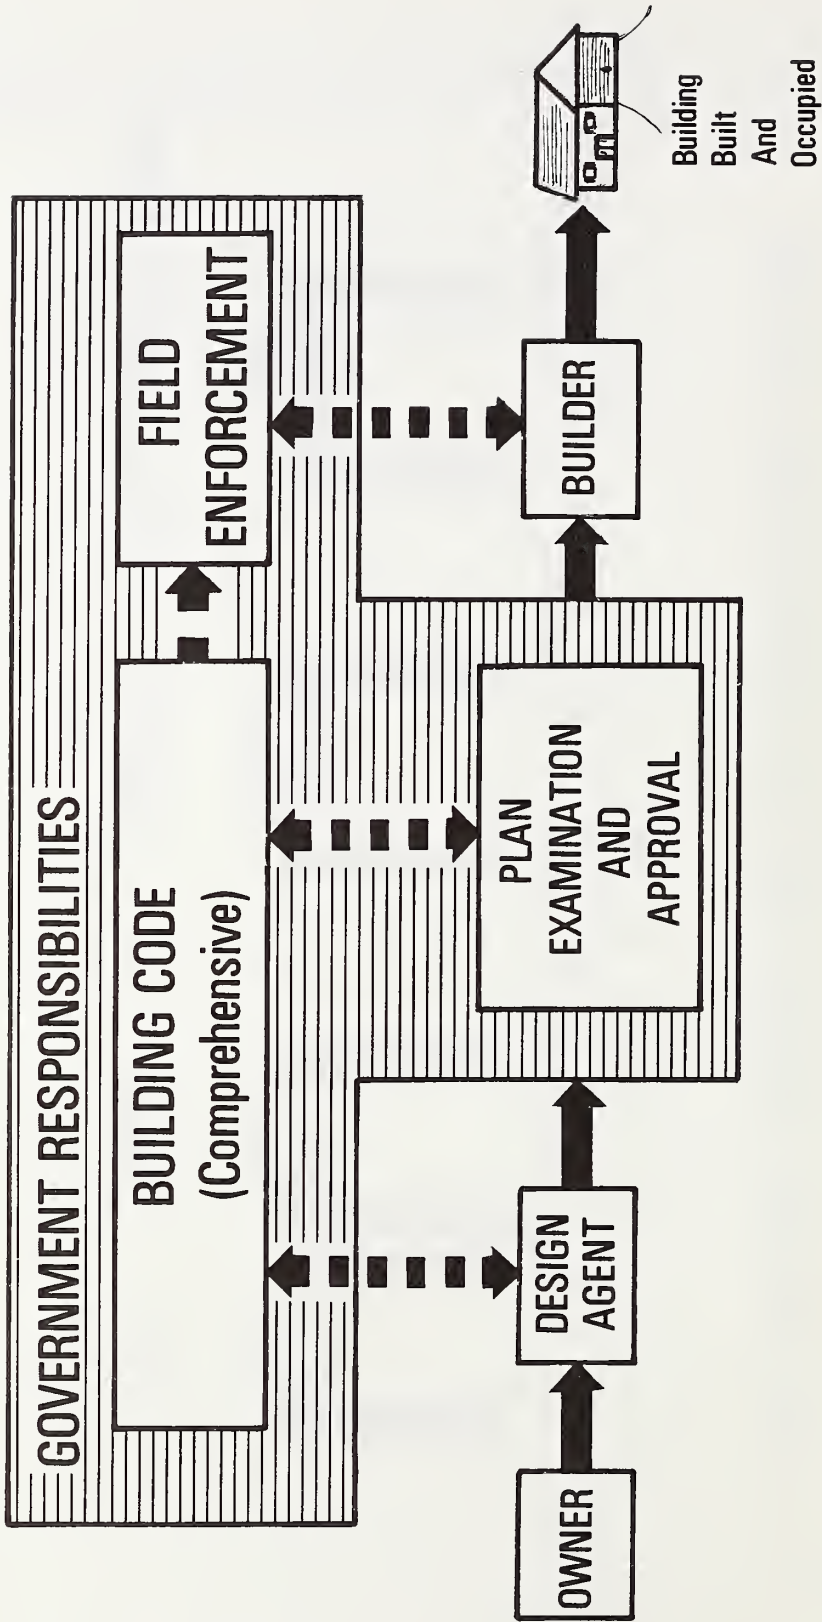 GOVERNMENT RESPONSIBILITIES
BUILDING CODE
(Comprehensive)
FIELD
ENFORCEMENT
PLAN
EXAMINATION
AND
APPROVAL
OWNER
DESIGN
AGENT
BUILDER
Building
Built
And
Occupied